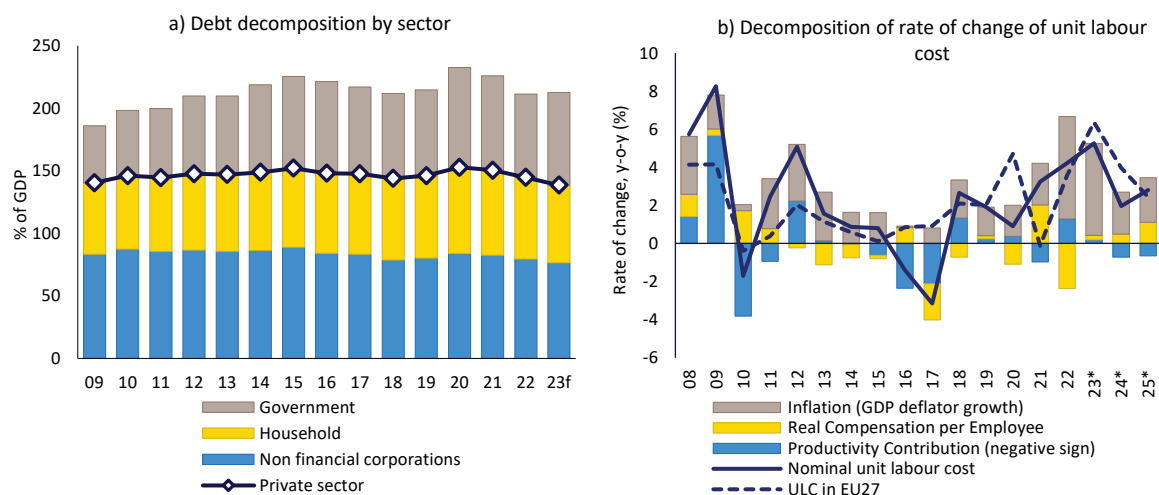 a) Debt decomposition by sector
250
200
150
100
50
0
% of GDP
09 10 11 12 13 14 15 16 17 18 19 20 21 22 23f
Government
Household
Non financial corporations
Private sector
b) Decomposition of rate of change of unit labour
cost
10
8
6
4
2
0
-2
-4
-6
Rate of change, y-o-y (%)
08 09 10 11 12 13 14 15 16 17 18 19 20 21 22 23* 24* 25*
Inflation (GDP deflator growth)
Real Compensation per Employee
Productivity Contribution (negative sign)
Nominal unit labour cost
ULC in EU27